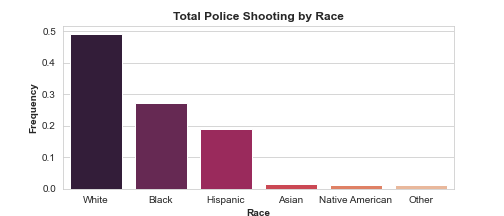 Total Police Shooting by Race
0.5
0.4
0.3
0.2
0.1
0.0
Frequency
White Black Hispanic Asian Native American Other
Race